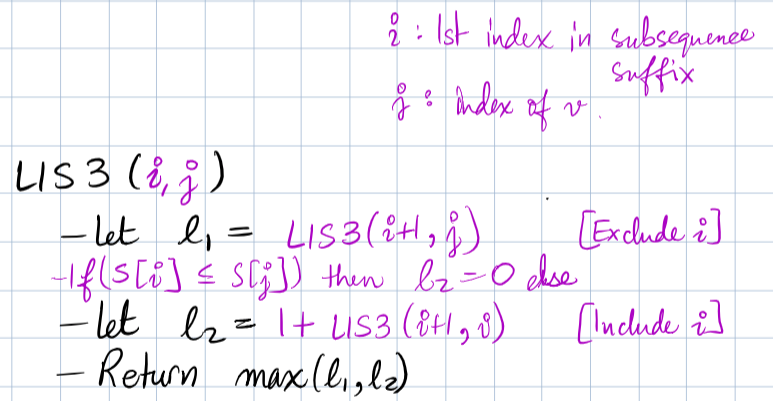 i : 1st index in subsequence
suffix
j : index of v.
LIS3(i,j)
- let l₁ = LIS3(i+1, j) [Exclude i]
- If(S[i] ≤ S[j]) then l₂=0 else
- let l₂ = 1+ LIS3(i+1, i) [Include i]
- Return max(l₁,l₂)